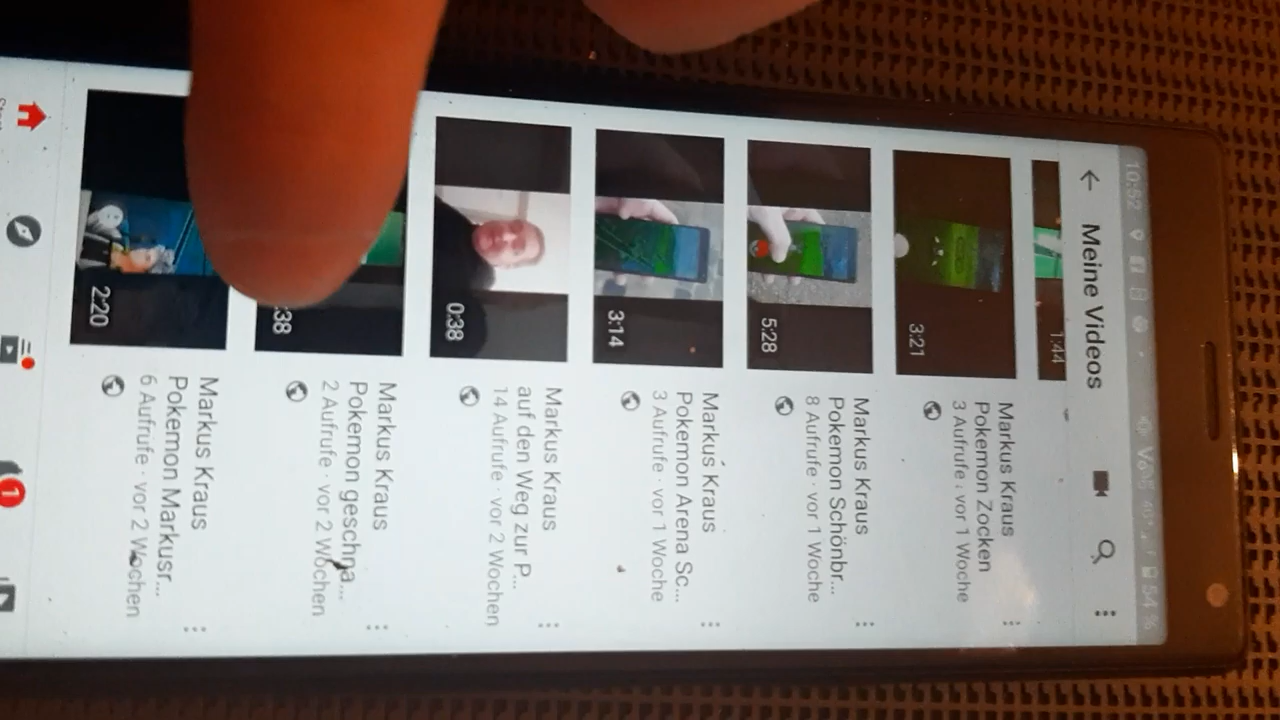 10:52
54 %
Meine Videos
1:44
3:21
Markus Kraus
Pokemon Zocken
3 Aufrufe · vor 1 Woche
5:28
Markus Kraus
Pokemon Schönbr...
8 Aufrufe · vor 1 Woche
3:14
Markus Kraus
Pokemon Arena Sc...
3 Aufrufe · vor 1 Woche
0:38
Markus Kraus
auf den Weg zur P...
14 Aufrufe · vor 2 Wochen
:38
Markus Kraus
Pokemon geschna...
2 Aufrufe · vor 2 Wochen
2:20
Markus Kraus
Pokemon Markusr...
6 Aufrufe · vor 2 Wochen
1